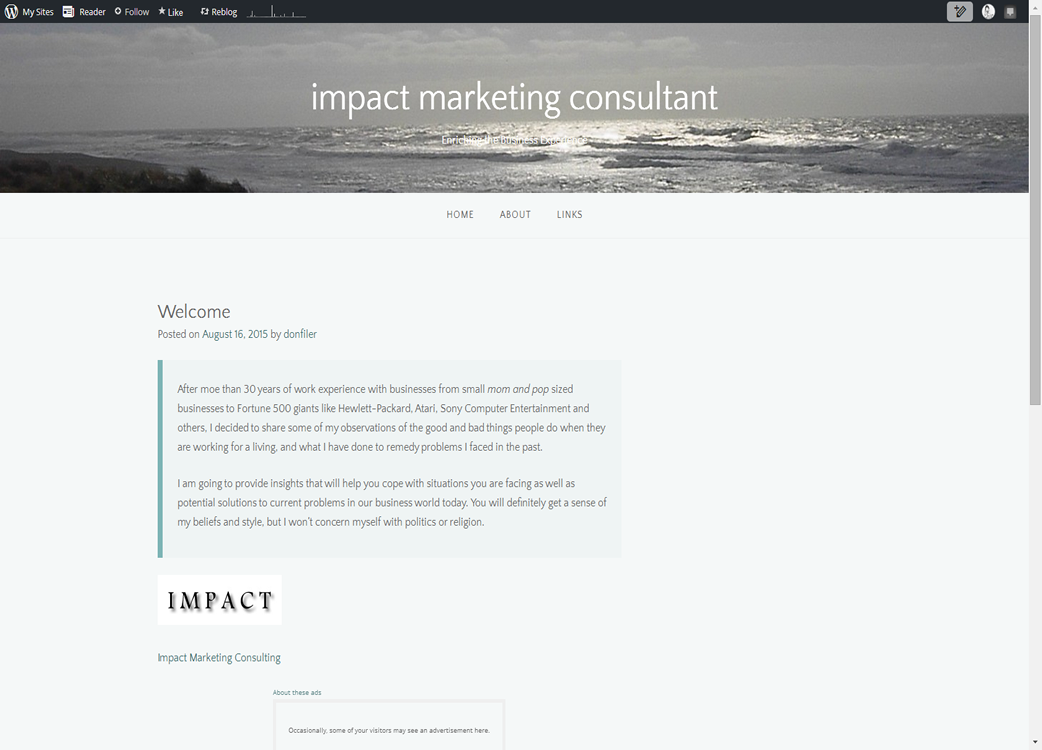 My Sites Reader Follow Like Reblog
impact marketing consultant
Enriching the Business Experience
HOME ABOUT LINKS
Welcome
Posted on August 16, 2015 by donfiler
After moe than 30 years of work experience with businesses from small mom and pop sized
businesses to Fortune 500 giants like Hewlett-Packard, Atari, Sony Computer Entertainment and
others, I decided to share some of my observations of the good and bad things people do when they
are working for a living, and what I have done to remedy problems I faced in the past.
I am going to provide insights that will help you cope with situations you are facing as well as
potential solutions to current problems in our business world today. You will definitely get a sense of
my beliefs and style, but I won't concern myself with politics or religion.
IMPACT
Impact Marketing Consulting
About these ads
Occasionally, some of your visitors may see an advertisement here.